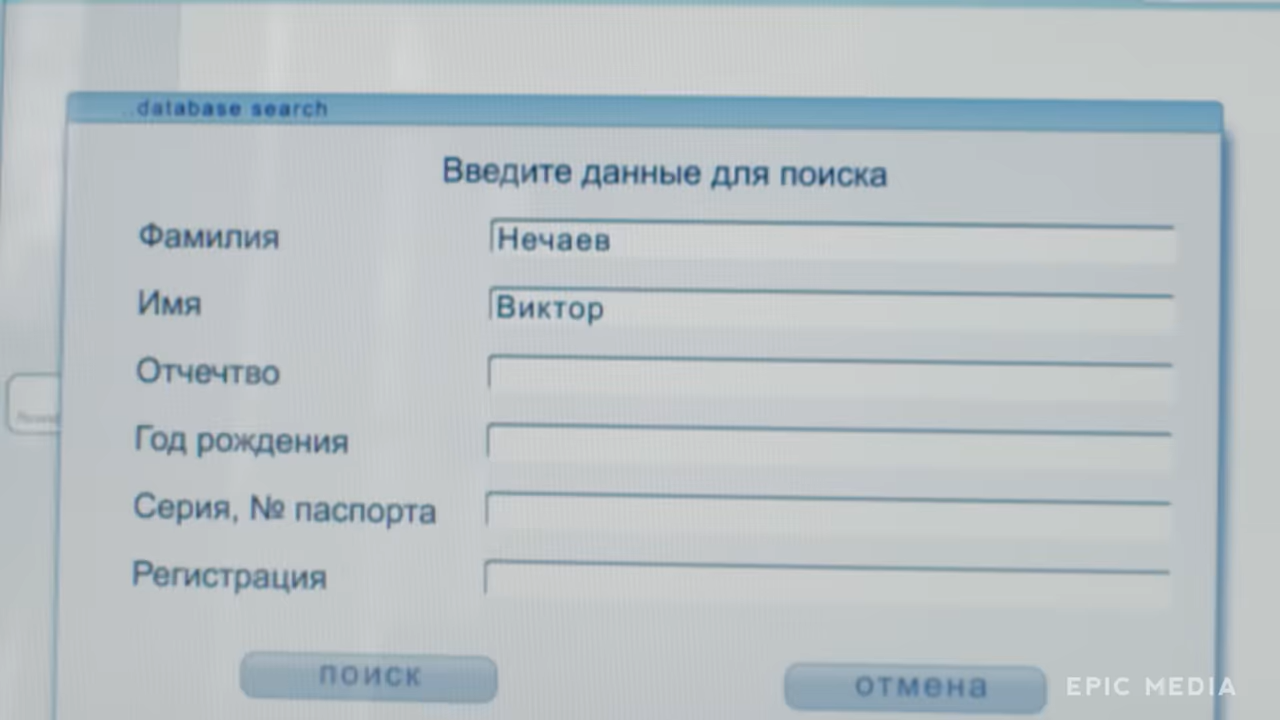 database search
Введите данные для поиска
Фамилия Нечаев
Имя Виктор
Отчечтво
Год рождения
Серия, № паспорта
Регистрация
поиск отмена
EPIC MEDIA